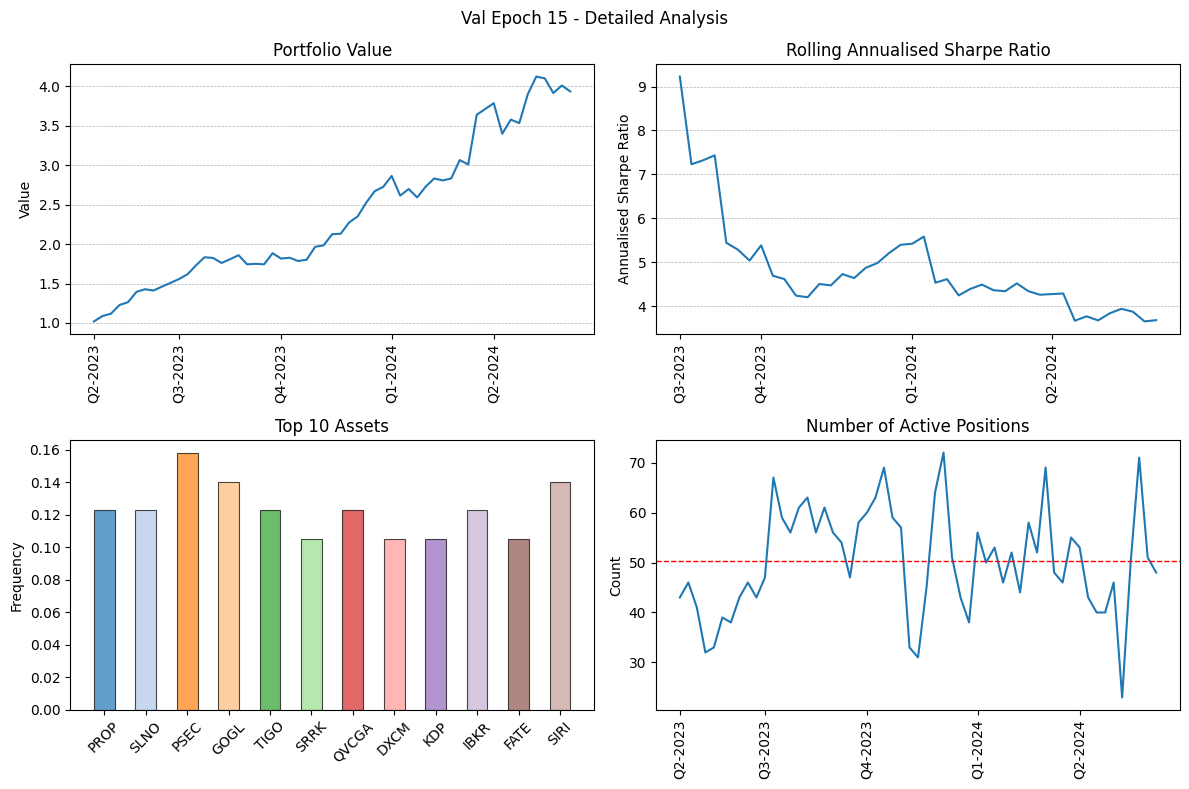 Val Epoch 15 - Detailed Analysis
Portfolio Value
Value
4.0
3.5
3.0
2.5
2.0
1.5
1.0
Q2-2023
Q3-2023
Q4-2023
Q1-2024
Q2-2024
Rolling Annualised Sharpe Ratio
Annualised Sharpe Ratio
9
8
7
6
5
4
Q3-2023
Q4-2023
Q1-2024
Q2-2024
Top 10 Assets
Frequency
0.16
0.14
0.12
0.10
0.08
0.06
0.04
0.02
0.00
PROP
SLNO
PSEC
GOGL
TIGO
SRRK
QVCGA
DXCM
KDP
IBKR
FATE
SIRI
Number of Active Positions
Count
70
60
50
40
30
Q2-2023
Q3-2023
Q4-2023
Q1-2024
Q2-2024